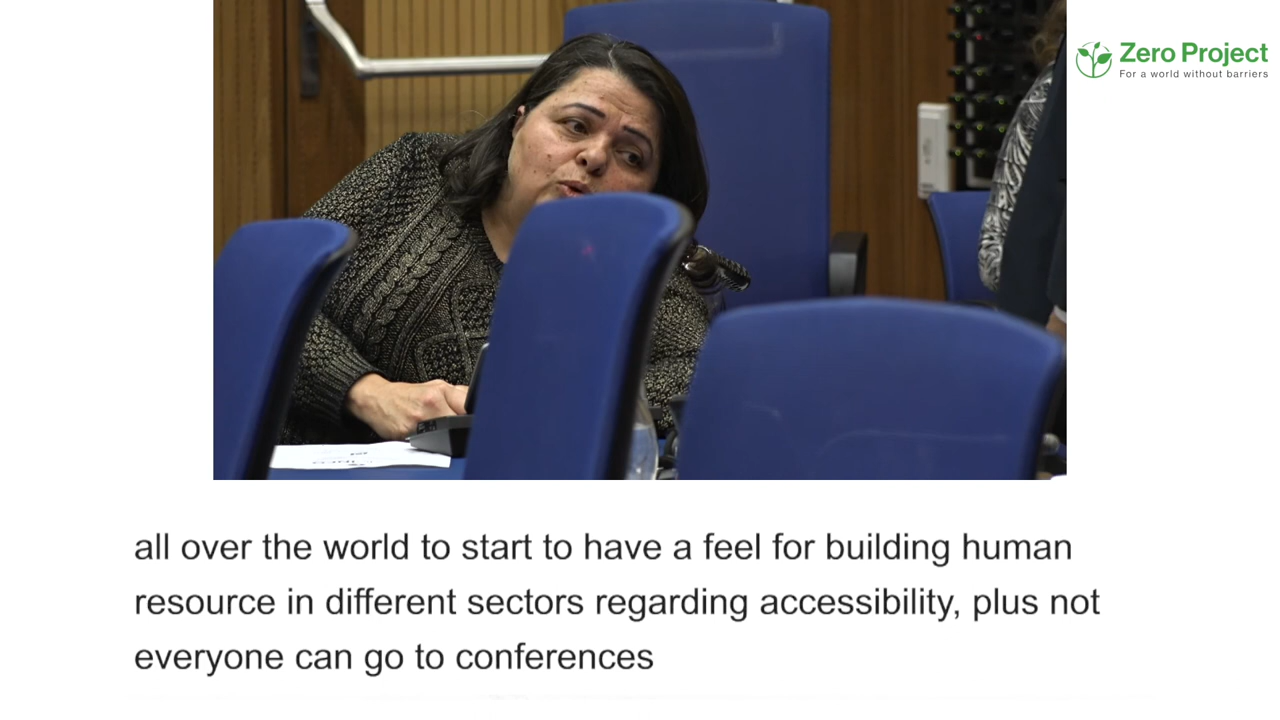 Zero Project
For a world without barriers
all over the world to start to have a feel for building human
resource in different sectors regarding accessibility, plus not
everyone can go to conferences